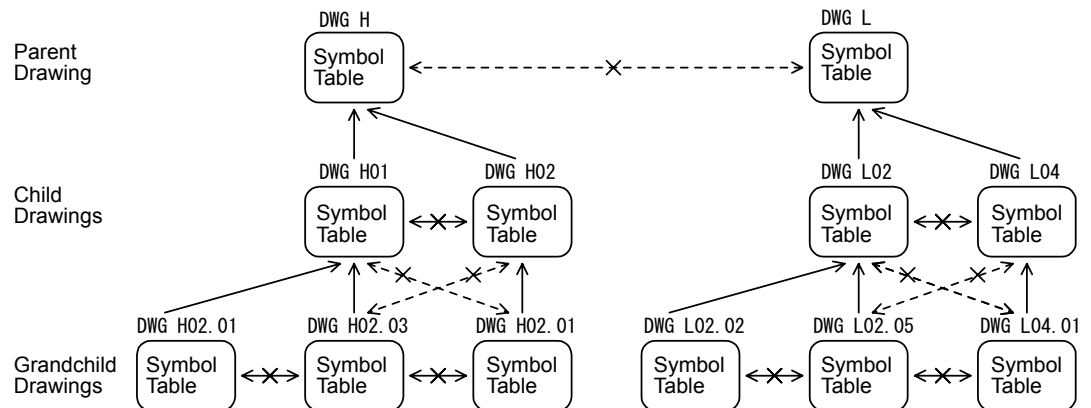 DWG H
DWG L
Parent
Drawing
Symbol
Table
Symbol
Table
DWG H01
DWG H02
DWG L02
DWG L04
Child
Drawings
Symbol
Table
Symbol
Table
Symbol
Table
Symbol
Table
DWG H02.01
DWG H02.03
DWG H02.01
DWG L02.02
DWG L02.05
DWG L04.01
Grandchild
Drawings
Symbol
Table
Symbol
Table
Symbol
Table
Symbol
Table
Symbol
Table
Symbol
Table